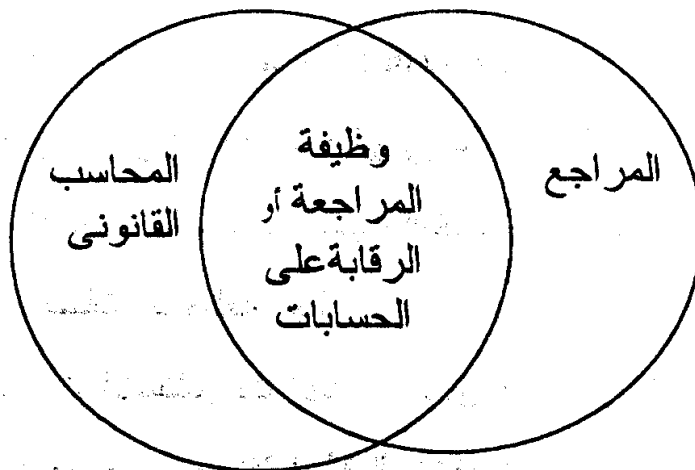 المراجع
وظيفة
المراجعة أو
الرقابة على
الحسابات
المحاسب
القانونى